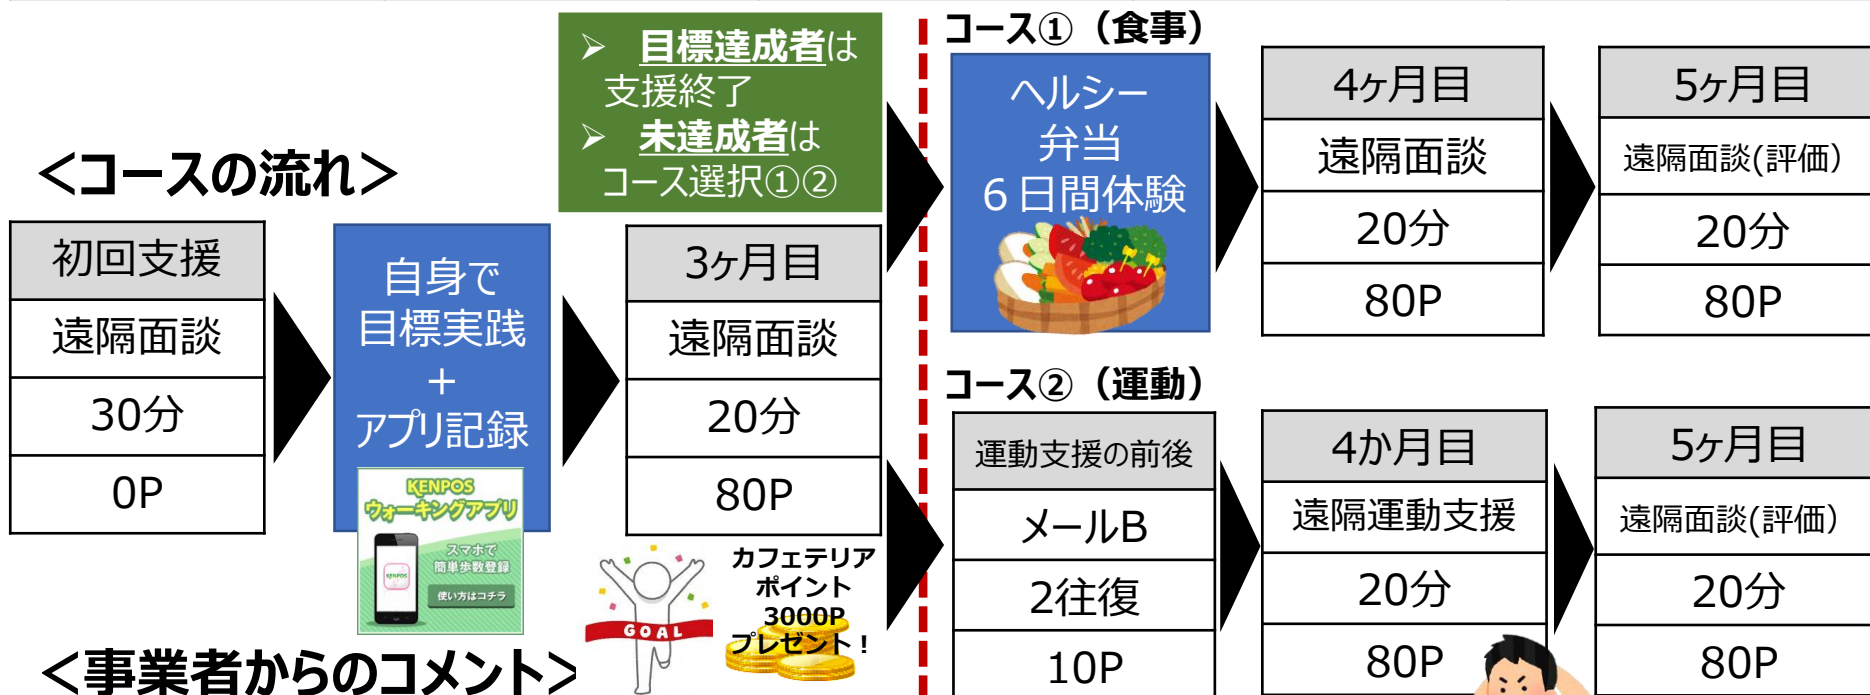 ＜コースの流れ＞
初回支援
遠隔面談
30分
0P
自身で
目標実践
＋
アプリ記録
KENPOS
ウォーキングアプリ
スマホで
簡単歩数登録
KENPOS
使い方はコチラ
➢ 目標達成者は
支援終了
➢ 未達成者は
コース選択①②
3ヶ月目
遠隔面談
20分
80P
GOAL
カフェテリア
ポイント
3000P
プレゼント！
コース①（食事）
ヘルシー
弁当
６日間体験
4ヶ月目
遠隔面談
20分
80P
5ヶ月目
遠隔面談(評価）
20分
80P
コース②（運動）
運動支援の前後
メールB
2往復
10P
4か月目
遠隔運動支援
20分
80P
5ヶ月目
遠隔面談(評価）
20分
80P
＜事業者からのコメント＞